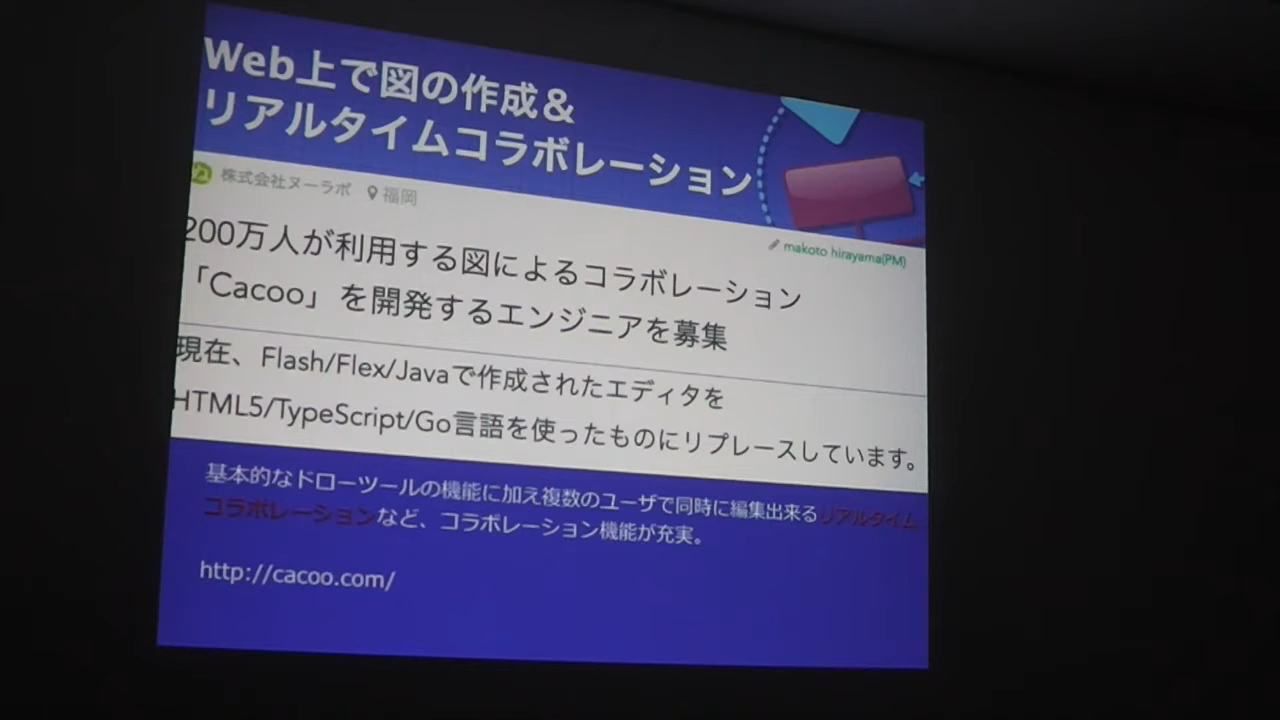 Web上で図の作成＆
リアルタイムコラボレーション
株式会社ヌーラボ 福岡
makoto hirayama(PM)
200万人が利用する図によるコラボレーション
「Cacoo」を開発するエンジニアを募集
現在、Flash/Flex/Javaで作成されたエディタを
HTML5/TypeScript/Go言語を使ったものにリプレースしています。
基本的なドローツールの機能に加え複数のユーザで同時に編集出来るリアルタイム
コラボレーションなど、コラボレーション機能が充実。
http://cacoo.com/